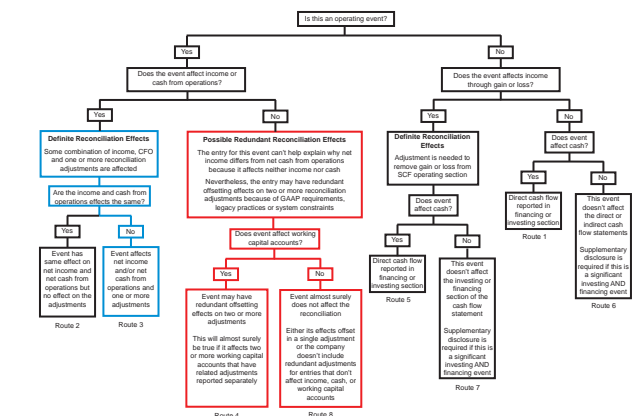 Is this an operating event?
Yes
No
Does the event affect income or
cash from operations?
Does the event affect income
through gain or loss?
Yes
No
Yes
No
Definite Reconciliation Effects
Some combination of income, CFO
and one or more reconciliation
adjustments are affected
Possible Redundant Reconciliation Effects
The entry for this event can't help explain why net
income differs from net cash from operations
because it affects neither income nor cash
Nevertheless, the entry may have redundant
offsetting effects on two or more reconciliation
adjustments because of GAAP requirements,
legacy practices or system constraints
Definite Reconciliation
Effects
Adjustment is needed to
remove gain or loss from
SCF operating section
Does event
affect cash?
Are the income and cash from
operations effects the same?
Does event affect working
capital accounts?
Does event
affect cash?
Yes
No
Yes
No
Yes
No
Yes
No
Event has
same effect on
net income and
net cash from
operations but
no effect on the
adjustments
Route 2
Event affects
net income
and/or net
cash from
operations and
one or more
adjustments
Route 3
Event may have
redundant offsetting
effects on two or more
adjustments
This will almost surely
be true if it affects two
or more working capital
accounts that have
related adjustments
reported separately
Route 4
Event almost surely
does not affect the
reconciliation
Either its effects offset
in a single adjustment
or the company
doesn't include
redundant adjustments
for entries that don't
affect income, cash, or
working capital
accounts
Route 8
Direct cash flow
reported in
financing or
investing section
Route 5
This event
doesn't affect
the investing or
financing
section of the
cash flow
statement
Supplementary
disclosure is
required if this is
a significant
investing AND
financing event
Route 7
Yes
No
Direct cash flow
reported in
financing or
investing section
Route 1
This event
doesn't affect
the direct or
indirect cash
flow statements
Supplementary
disclosure is
required if this is
a significant
investing AND
financing event
Route 6